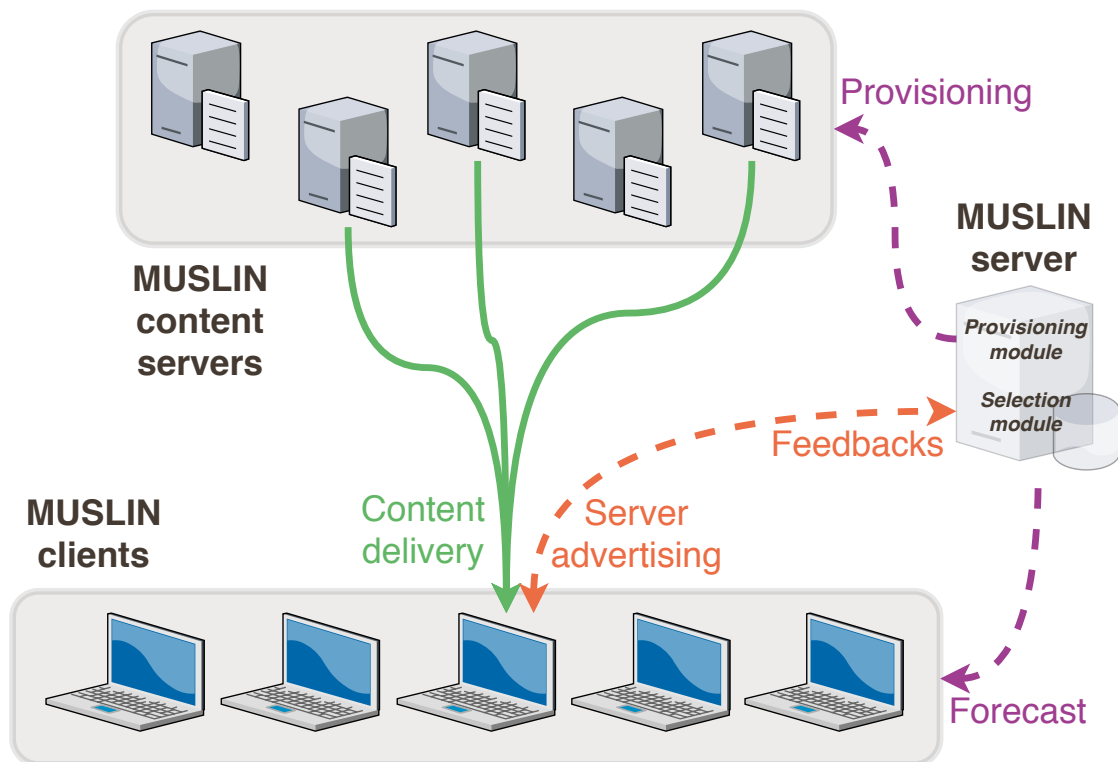 Provisioning
MUSLIN
server
MUSLIN
content
servers
Provisioning
module
Selection
module
Feedbacks
MUSLIN
clients
Content
delivery
Server
advertising
Forecast